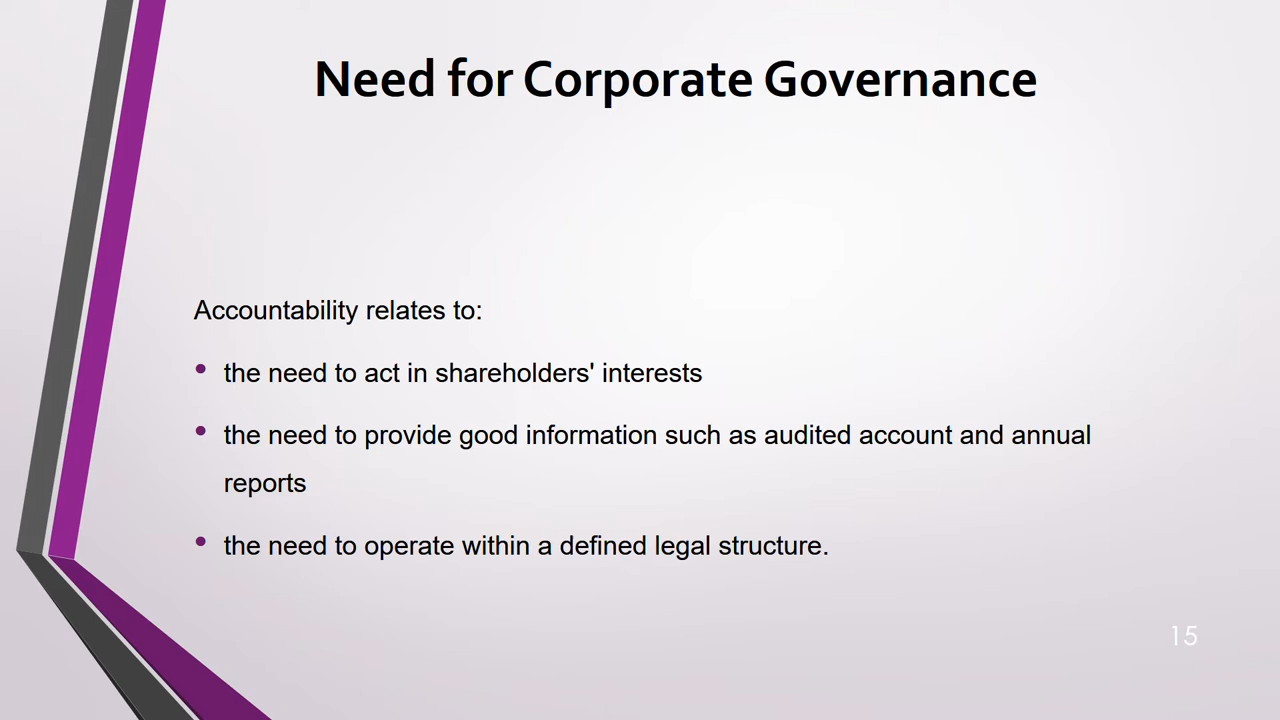 Need for Corporate Governance
Accountability relates to:
• the need to act in shareholders' interests
• the need to provide good information such as audited account and annual
reports
• the need to operate within a defined legal structure.
15